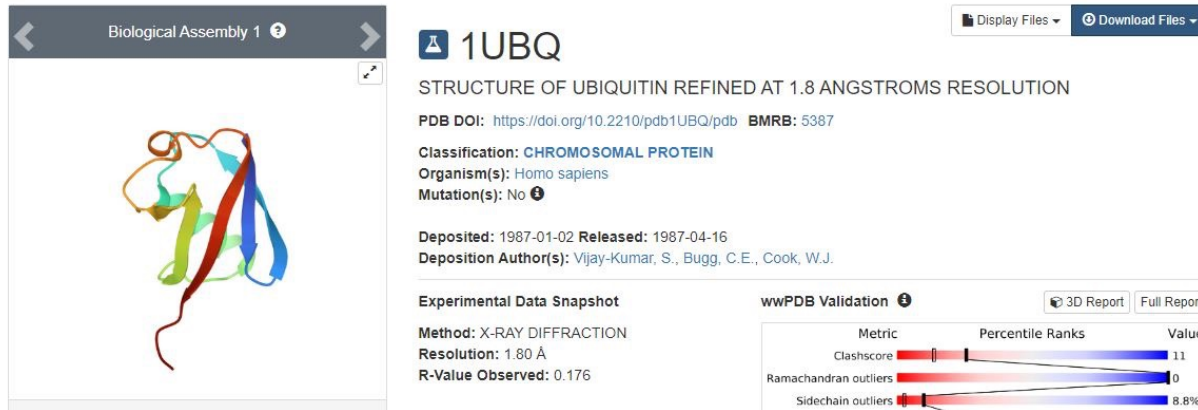 Biological Assembly 1
Display Files
Download Files
1UBQ
STRUCTURE OF UBIQUITIN REFINED AT 1.8 ANGSTROMS RESOLUTION
PDB DOI: https://doi.org/10.2210/pdb1UBQ/pdb BMRB: 5387
Classification: CHROMOSOMAL PROTEIN
Organism(s): Homo sapiens
Mutation(s): No
Deposited: 1987-01-02 Released: 1987-04-16
Deposition Author(s): Vijay-Kumar, S., Bugg, C.E., Cook, W.J.
Experimental Data Snapshot
Method: X-RAY DIFFRACTION
Resolution: 1.80 Å
R-Value Observed: 0.176
wwPDB Validation
3D Report
Full Repor
Metric Percentile Ranks Value
Clashscore 11
Ramachandran outliers 0
Sidechain outliers 8.8%